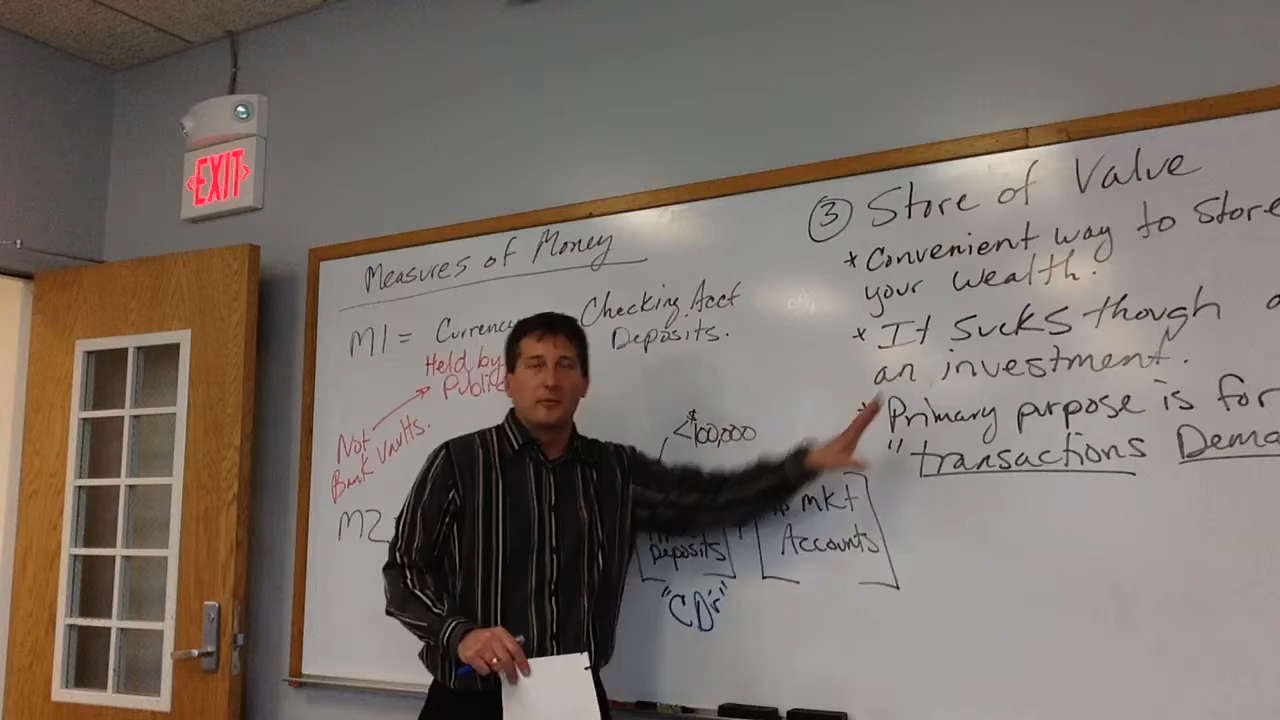 EXIT
Measures of Money
M1 = Currency
Checking Acct
Deposits.
Held by
Public
Not
Bank Vaults.
<$100,000
M2
Deposits
"CD's"
mkt
Accounts
③ Store of Value
* Convenient way to Store
your wealth.
* It sucks though a
an investment.
* Primary purpose is for
"transactions Dema